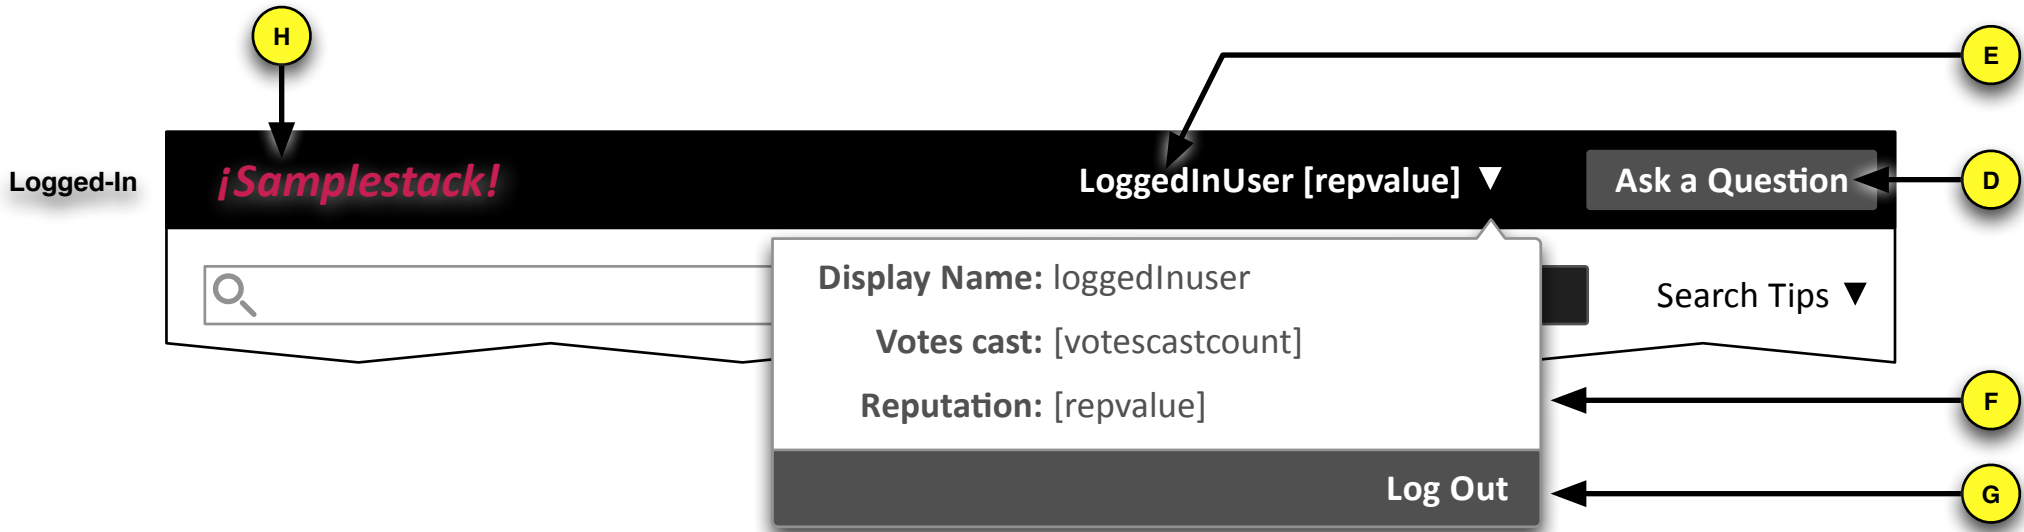 H
E
Logged-In
¡Samplestack!
LoggedInUser [repvalue] ▼
Ask a Question
D
Display Name: loggedInuser
Search Tips ▼
Votes cast: [votescastcount]
Reputation: [repvalue]
F
Log Out
G